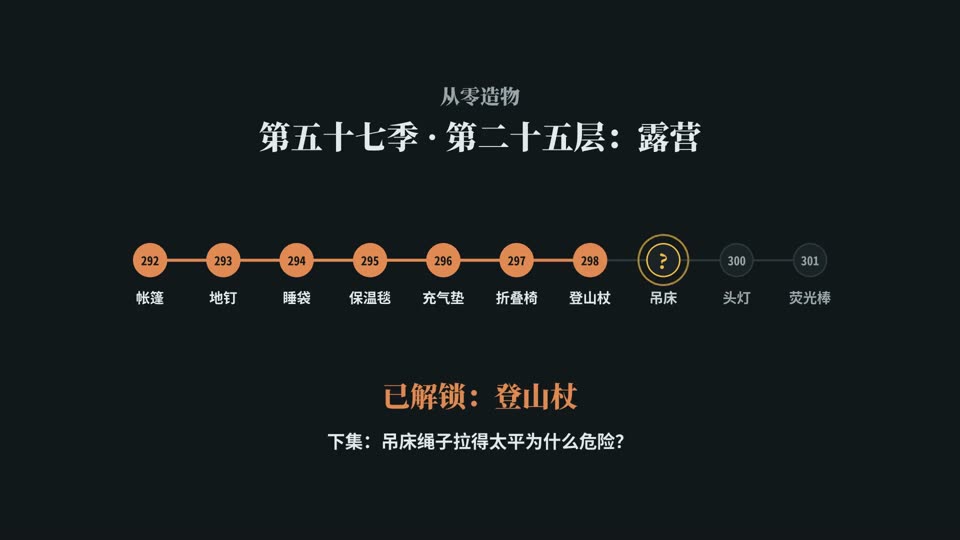 从零造物
第五十七季 · 第二十五层：露营
292 293 294 295 296 297 298 ? 300 301
帐篷 地钉 睡袋 保温毯 充气垫 折叠椅 登山杖 吊床 头灯 荧光棒
已解锁：登山杖
下集：吊床绳子拉得太平为什么危险？